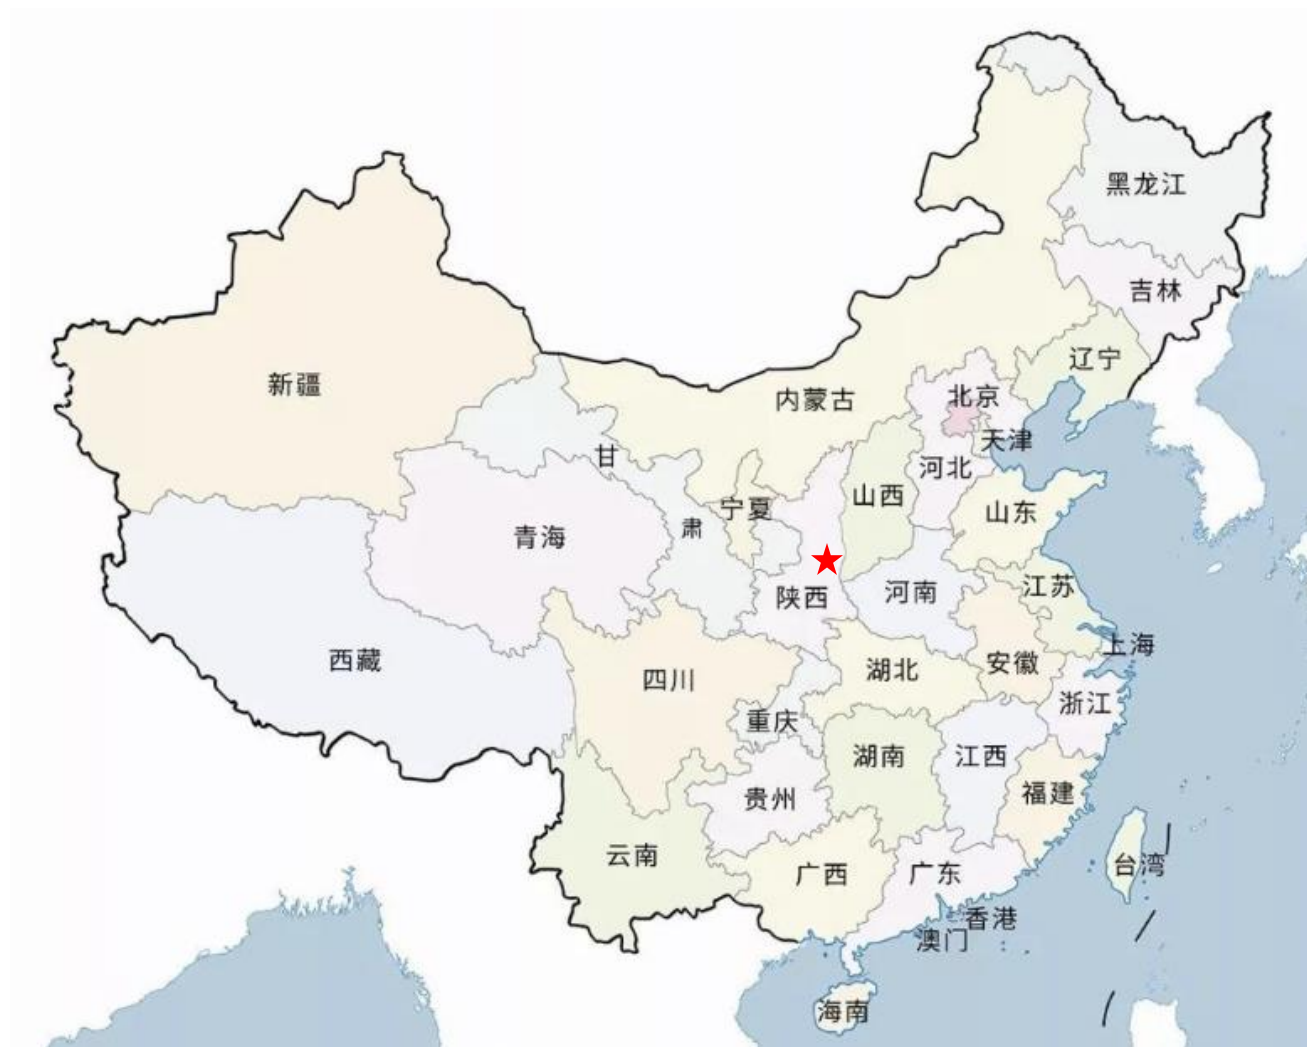 黑龙江
吉林
辽宁
新疆
内蒙古
北京
天津
甘
河北
山西
宁夏
山东
肃
青海
陕西
河南
江苏
上海
西藏
四川
湖北
安徽
浙江
重庆
湖南
江西
贵州
福建
云南
广西
广东
台湾
香港
澳门
海南